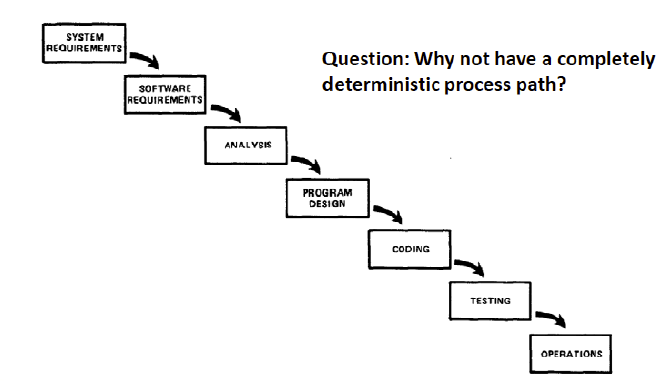 SYSTEM
REQUIREMENTS
Question: Why not have a completely
deterministic process path?
SOFTWARE
REQUIREMENTS
ANALYSIS
PROGRAM
DESIGN
CODING
TESTING
OPERATIONS